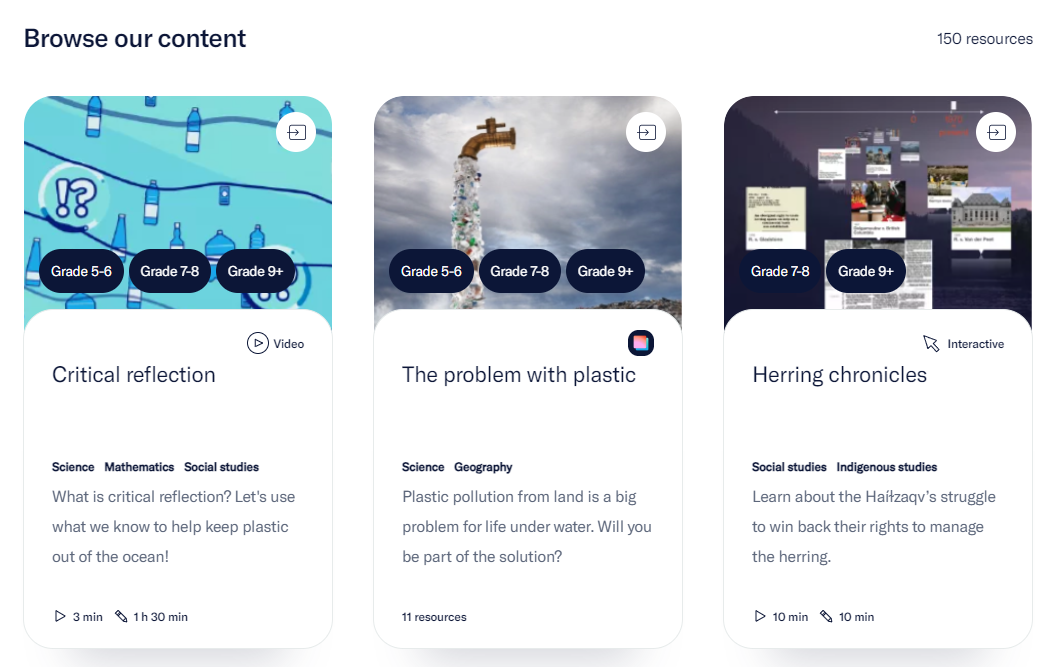 Browse our content
150 resources
!?
Grade 5-6 Grade 7-8 Grade 9+
Video
Critical reflection
Science Mathematics Social studies
What is critical reflection? Let's use
what we know to help keep plastic
out of the ocean!
3 min 1 h 30 min
Grade 5-6 Grade 7-8 Grade 9+
The problem with plastic
Science Geography
Plastic pollution from land is a big
problem for life under water. Will you
be part of the solution?
11 resources
Grade 7-8 Grade 9+
Interactive
Herring chronicles
Social studies Indigenous studies
Learn about the Haíɫzaqv's struggle
to win back their rights to manage
the herring.
10 min 10 min